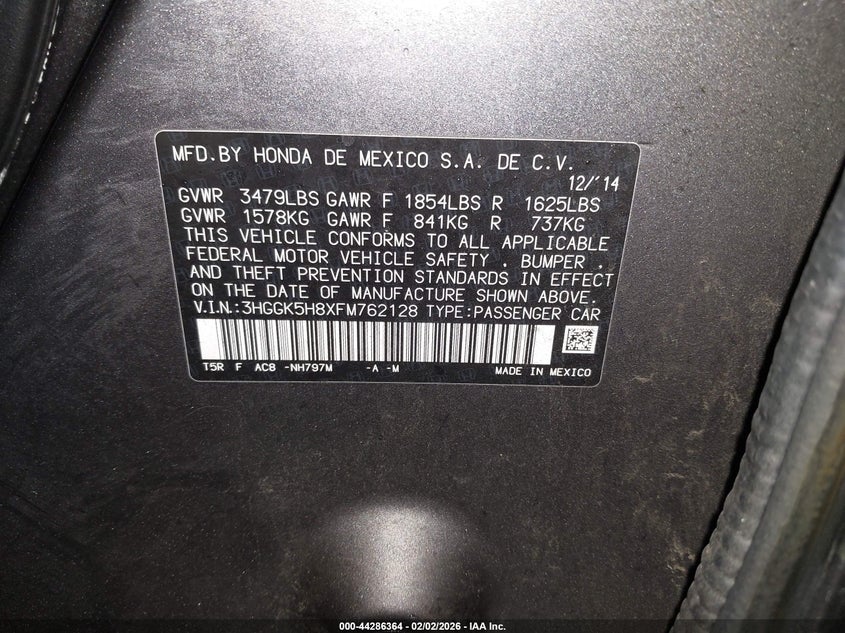 MFD.BY HONDA DE MEXICO S.A. DE C.V.
12/'14
GVWR 3479LBS GAWR F 1854LBS R 1625LBS
GVWR 1578KG GAWR F 841KG R 737KG
THIS VEHICLE CONFORMS TO ALL APPLICABLE
FEDERAL MOTOR VEHICLE SAFETY , BUMPER ,
AND THEFT PREVENTION STANDARDS IN EFFECT
ON THE DATE OF MANUFACTURE SHOWN ABOVE.
V.I.N.:3HGGK5H8XFM762128 TYPE:PASSENGER CAR
T5R F AC8 -NH797M -A -M MADE IN MEXICO
000-44286364 - 02/02/2026 - IAA Inc.